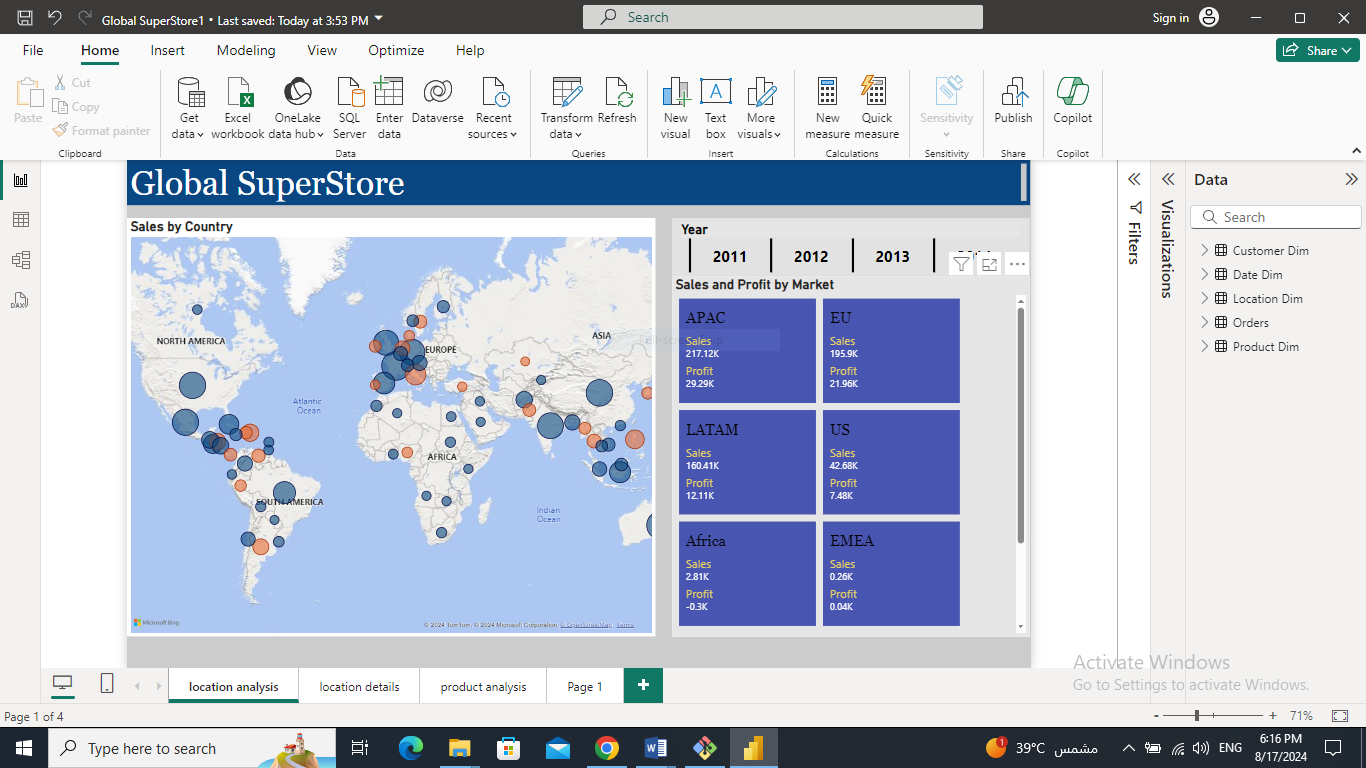 Global SuperStore1 • Last saved: Today at 3:53 PM
Search
Sign in
File Home Insert Modeling View Optimize Help
Share
Paste
Cut
Copy
Format painter
Clipboard
Get data
Excel workbook
OneLake data hub
SQL Server
Enter data
Dataverse
Recent sources
Data
Transform data
Refresh
Queries
New visual
Text box
More visuals
Insert
New measure
Quick measure
Calculations
Sensitivity
Sensitivity
Publish
Share
Copilot
Copilot
Global SuperStore
Sales by Country
NORTH AMERICA
EUROPE
ASIA
Atlantic
Ocean
AFRICA
SOUTH AMERICA
Indian
Ocean
Microsoft Bing
© 2024 TomTom, © 2024 Microsoft Corporation, © OpenStreetMap Terms
Year
2011 2012 2013
Sales and Profit by Market
APAC
Sales
217.12K
Profit
29.29K
EU
Sales
195.9K
Profit
21.96K
LATAM
Sales
160.41K
Profit
12.11K
US
Sales
42.68K
Profit
7.48K
Africa
Sales
2.81K
Profit
-0.3K
EMEA
Sales
0.26K
Profit
0.04K
Filters
Visualizations
Data
Search
Customer Dim
Date Dim
Location Dim
Orders
Product Dim
Activate Windows
Go to Settings to activate Windows.
location analysis
location details
product analysis
Page 1
+
Page 1 of 4
- + 71%
Type here to search
1
39°C مشمس
ENG
6:16 PM
8/17/2024